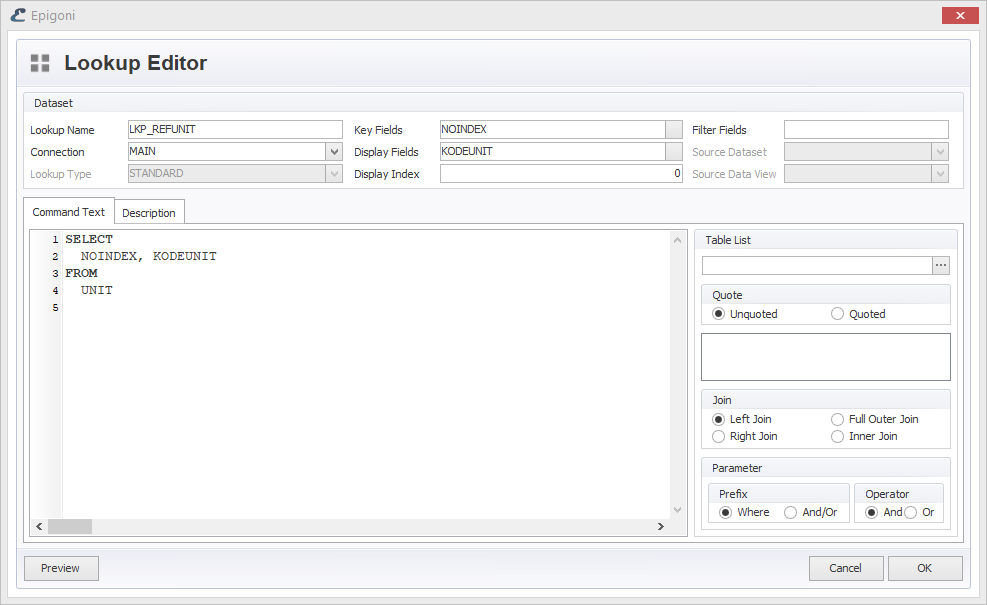 Epigoni
Lookup Editor
Dataset
Lookup Name LKP_REFUNIT Key Fields NOINDEX Filter Fields
Connection MAIN Display Fields KODEUNIT Source Dataset
Lookup Type STANDARD Display Index 0 Source Data View
Command Text Description
1 SELECT
2 NOINDEX, KODEUNIT
3 FROM
4 UNIT
5
Table List
...
Quote
Unquoted Quoted
Join
Left Join Full Outer Join
Right Join Inner Join
Parameter
Prefix Operator
Where And/Or And Or
Preview Cancel OK